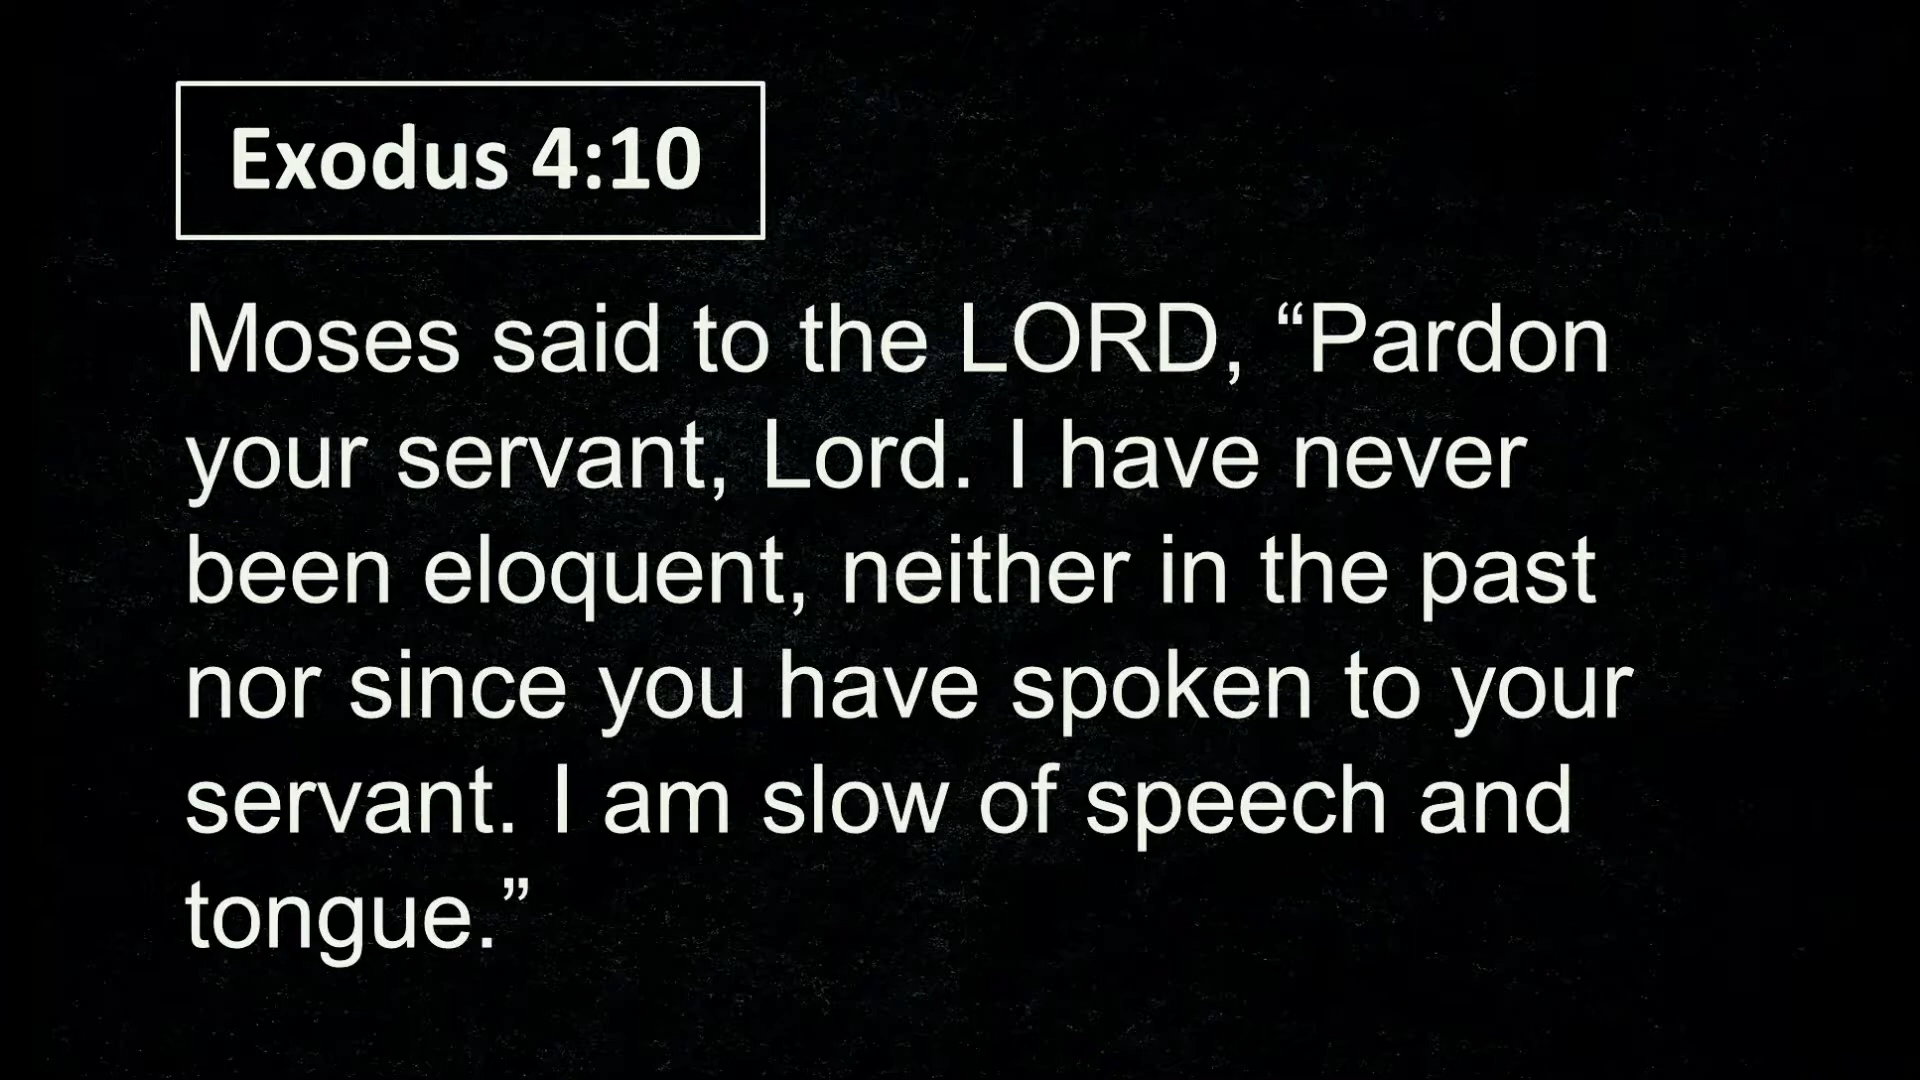 Exodus 4:10
Moses said to the LORD, “Pardon
your servant, Lord. I have never
been eloquent, neither in the past
nor since you have spoken to your
servant. I am slow of speech and
tongue.”